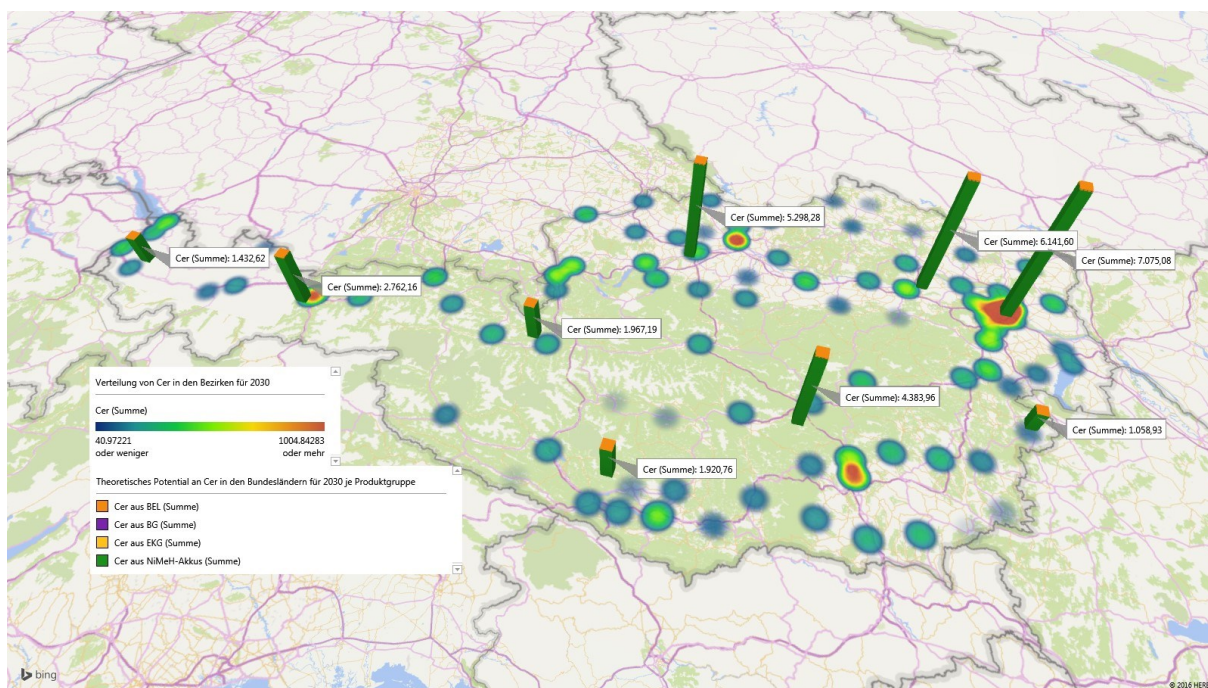 Cer (Summe): 5.298,28
Cer (Summe): 6.141,60
Cer (Summe): 1.432,62
Cer (Summe): 7.075,08
Cer (Summe): 2.762,16
Cer (Summe): 1.967,19
Verteilung von Cer in den Bezirken für 2030
Cer (Summe)
40.97221
oder weniger
1004.84283
oder mehr
Cer (Summe): 4.383,96
Cer (Summe): 1.058,93
Cer (Summe): 1.920,76
Theoretisches Potential an Cer in den Bundesländern für 2030 je Produktgruppe
Cer aus BEL (Summe)
Cer aus BG (Summe)
Cer aus EKG (Summe)
Cer aus NiMeH-Akkus (Summe)
bing
© 2016 HERE